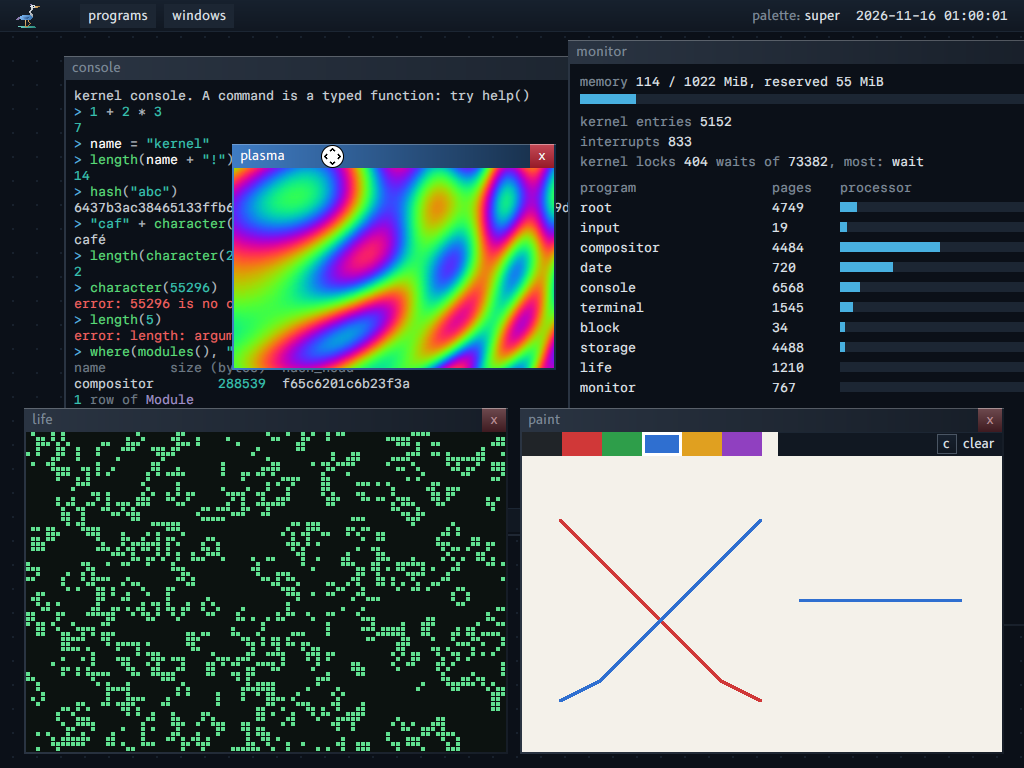 programs windows palette: super 2026-11-16 01:00:01
console
kernel console. A command is a typed function: try help()
> 1 + 2 * 3
7
> name = "kernel"
> length(name + "!")
14
> hash("abc")
6437b3ac38465133ffb6
> "caf" + character(
café
> length(character(2
2
> character(55296)
error: 55296 is no c
> length(5)
error: length: argum
> where(modules(), "
name size (bytes)
compositor 288539 f65c6201c6b23f3a
1 row of Module
plasma x
monitor
memory 114 / 1022 MiB, reserved 55 MiB
kernel entries 5152
interrupts 833
kernel locks 404 waits of 73382, most: wait
program pages processor
root 4749
input 19
compositor 4484
date 720
console 6568
terminal 1545
block 34
storage 4488
life 1210
monitor 767
life x
paint x
c clear